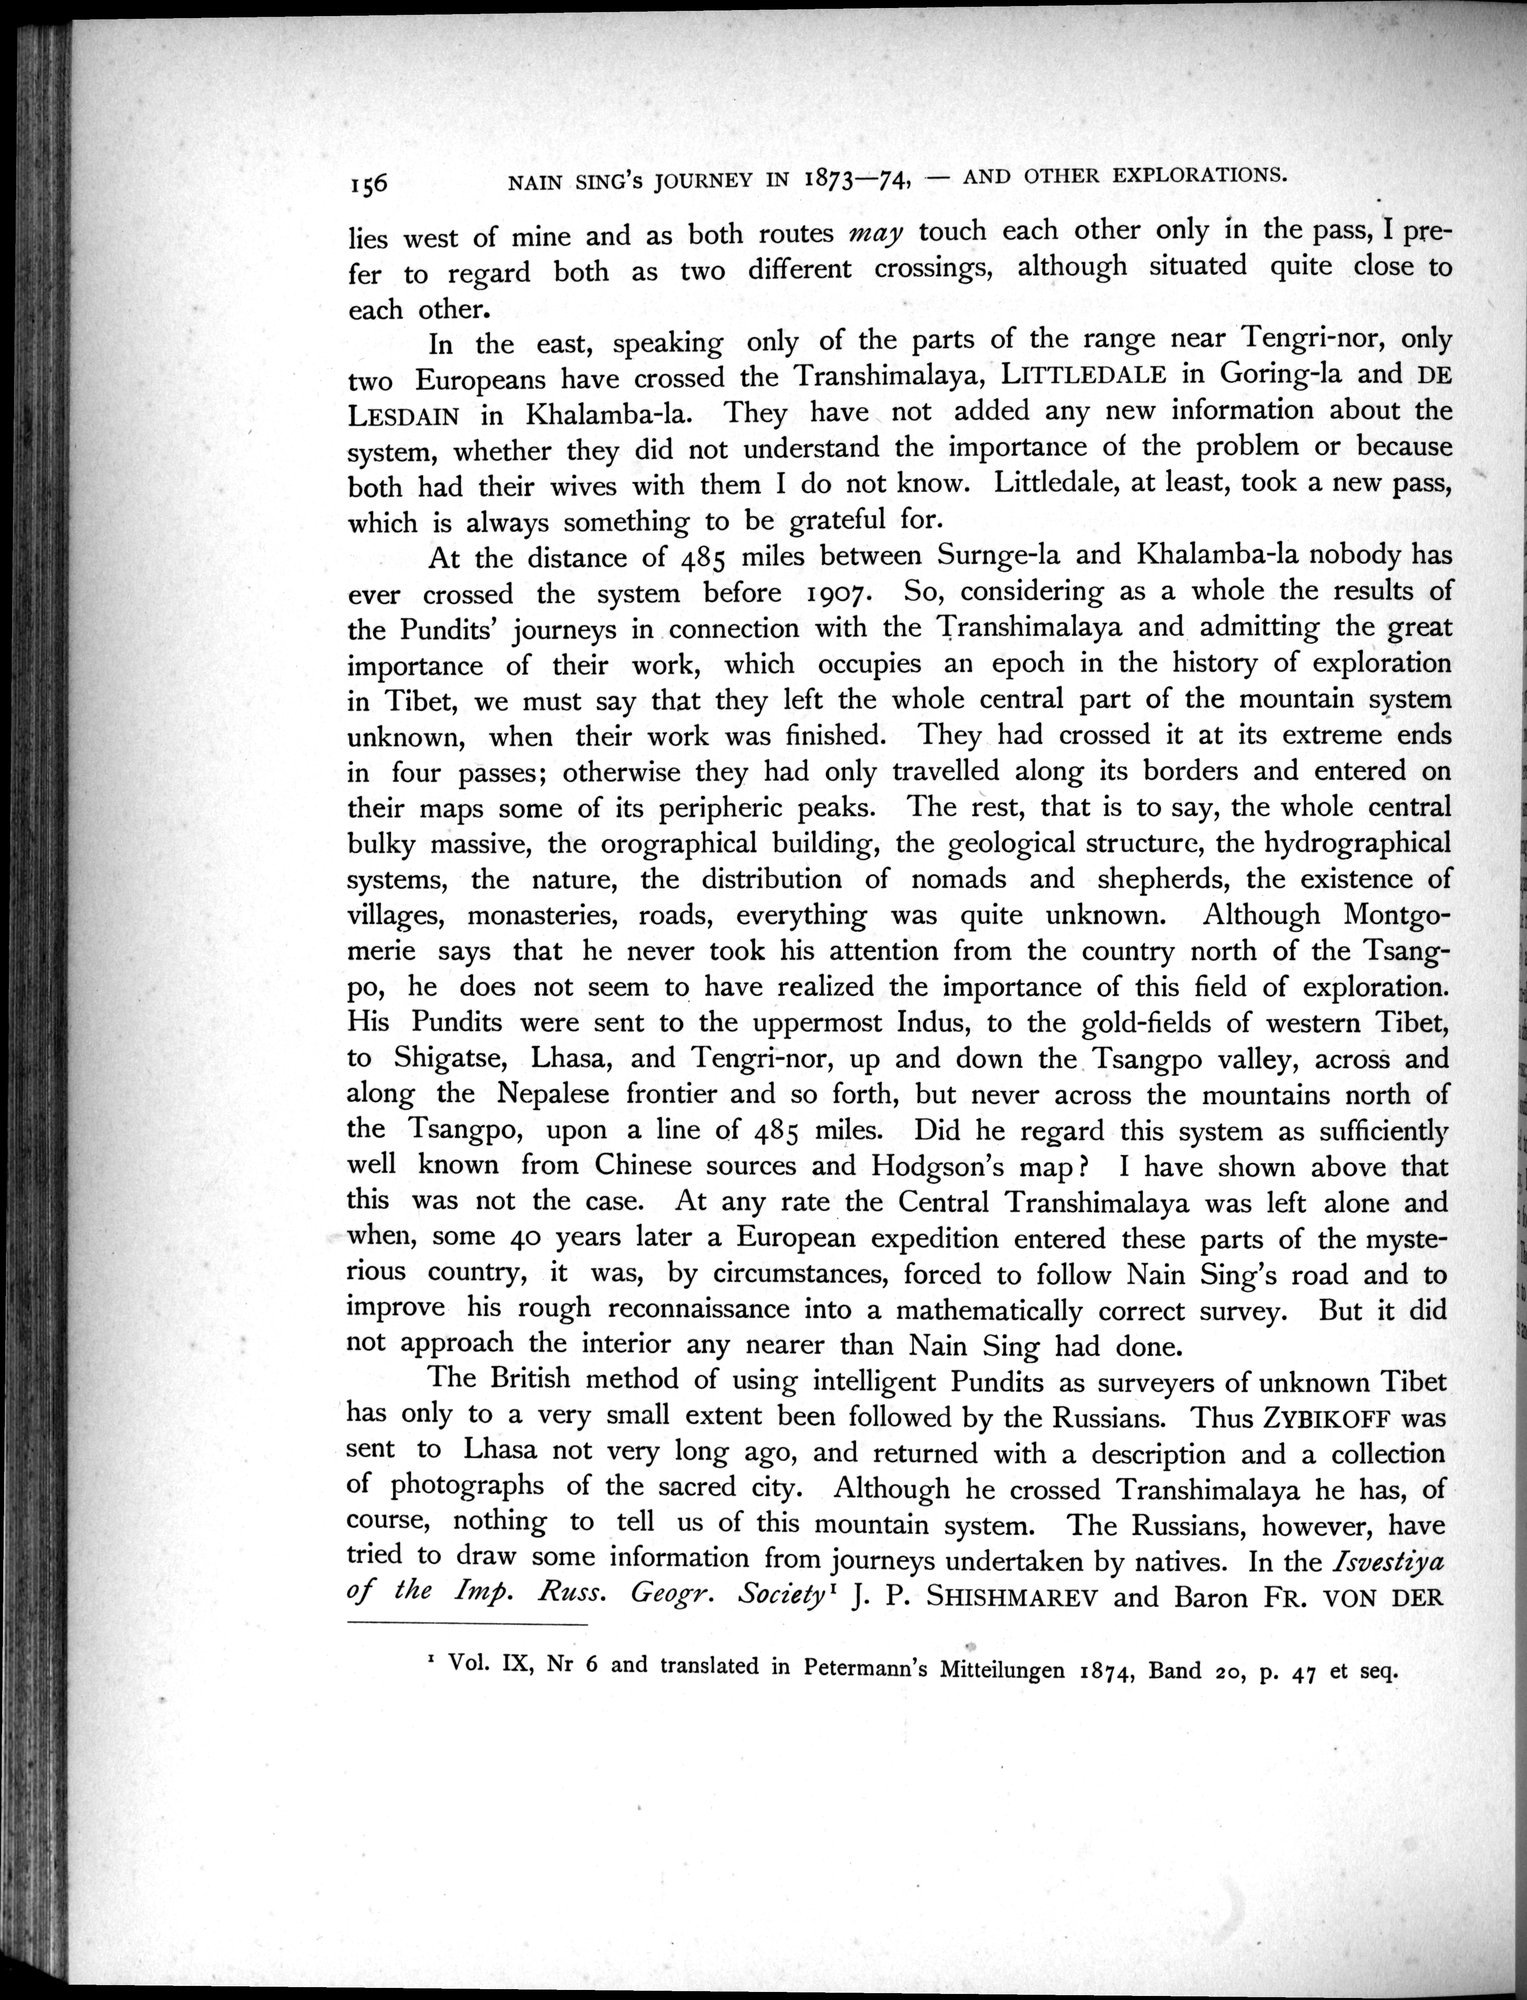 156 NAIN SING'S JOURNEY IN 1873—74, — AND OTHER EXPLORATIONS.
lies west of mine and as both routes may touch each other only in the pass, I pre-
fer to regard both as two different crossings, although situated quite close to
each other.
In the east, speaking only of the parts of the range near Tengri-nor, only
two Europeans have crossed the Transhimalaya, LITTLEDALE in Goring-la and DE
LESDAIN in Khalamba-la. They have not added any new information about the
system, whether they did not understand the importance of the problem or because
both had their wives with them I do not know. Littledale, at least, took a new pass,
which is always something to be grateful for.
At the distance of 485 miles between Surnge-la and Khalamba-la nobody has
ever crossed the system before 1907. So, considering as a whole the results of
the Pundits' journeys in connection with the Transhimalaya and admitting the great
importance of their work, which occupies an epoch in the history of exploration
in Tibet, we must say that they left the whole central part of the mountain system
unknown, when their work was finished. They had crossed it at its extreme ends
in four passes; otherwise they had only travelled along its borders and entered on
their maps some of its peripheric peaks. The rest, that is to say, the whole central
bulky massive, the orographical building, the geological structure, the hydrographical
systems, the nature, the distribution of nomads and shepherds, the existence of
villages, monasteries, roads, everything was quite unknown. Although Montgo-
merie says that he never took his attention from the country north of the Tsang-
po, he does not seem to have realized the importance of this field of exploration.
His Pundits were sent to the uppermost Indus, to the gold-fields of western Tibet,
to Shigatse, Lhasa, and Tengri-nor, up and down the Tsangpo valley, across and
along the Nepalese frontier and so forth, but never across the mountains north of
the Tsangpo, upon a line of 485 miles. Did he regard this system as sufficiently
well known from Chinese sources and Hodgson's map? I have shown above that
this was not the case. At any rate the Central Transhimalaya was left alone and
when, some 40 years later a European expedition entered these parts of the myste-
rious country, it was, by circumstances, forced to follow Nain Sing's road and to
improve his rough reconnaissance into a mathematically correct survey. But it did
not approach the interior any nearer than Nain Sing had done.
The British method of using intelligent Pundits as surveyers of unknown Tibet
has only to a very small extent been followed by the Russians. Thus ZYBIKOFF was
sent to Lhasa not very long ago, and returned with a description and a collection
of photographs of the sacred city. Although he crossed Transhimalaya he has, of
course, nothing to tell us of this mountain system. The Russians, however, have
tried to draw some information from journeys undertaken by natives. In the Isvestiya
of the Imp. Russ. Geogr. Society¹ J. P. SHISHMAREV and Baron FR. VON DER
¹ Vol. IX, Nr 6 and translated in Petermann's Mitteilungen 1874, Band 20, p. 47 et seq.